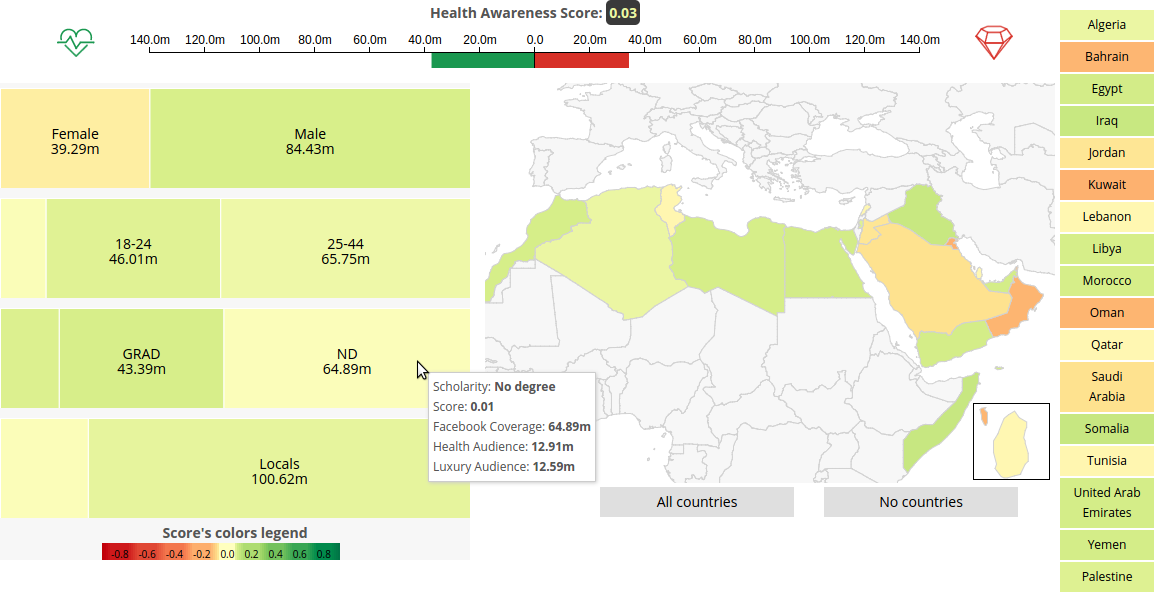 Health Awareness Score: 0.03
140.0m 120.0m 100.0m 80.0m 60.0m 40.0m 20.0m 0.0 20.0m 40.0m 60.0m 80.0m 100.0m 120.0m 140.0m
Female
39.29m
Male
84.43m
18-24
46.01m
25-44
65.75m
GRAD
43.39m
ND
64.89m
Locals
100.62m
Scholarity: No degree
Score: 0.01
Facebook Coverage: 64.89m
Health Audience: 12.91m
Luxury Audience: 12.59m
Score's colors legend
-0.8 -0.6 -0.4 -0.2 0.0 0.2 0.4 0.6 0.8
All countries
No countries
Algeria
Bahrain
Egypt
Iraq
Jordan
Kuwait
Lebanon
Libya
Morocco
Oman
Qatar
Saudi
Arabia
Somalia
Tunisia
United Arab
Emirates
Yemen
Palestine